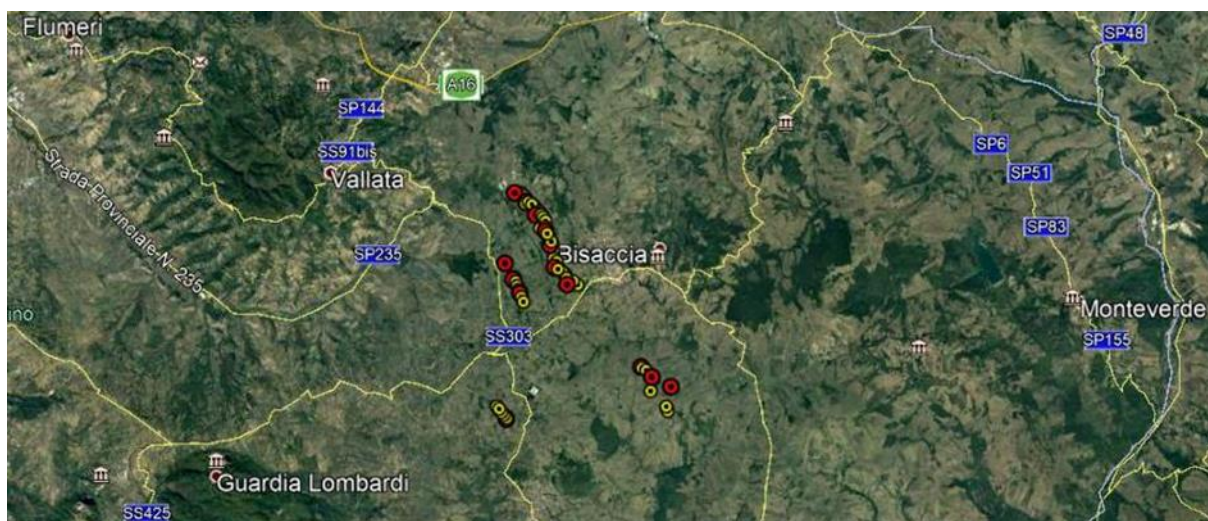 Flumeri
SP48
A16
SP144
SS91bis
SP6
Vallata
SP51
Strada Provinciale N. 235
SP83
SP235
Bisaccia
Monteverde
ino
SS303
SP155
Guardia Lombardi
SS425